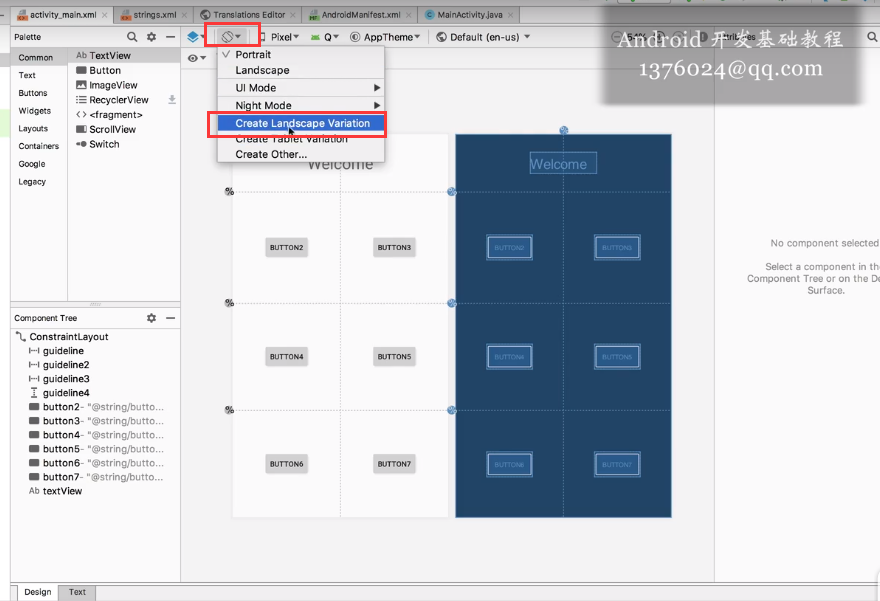 activity_main.xml
strings.xml
Translations Editor
AndroidManifest.xml
MainActivity.java
Palette
Pixel
Q
AppTheme
Default (en-us)
Android 开发基础教程
1376024@qq.com
Common
Text
Buttons
Widgets
Layouts
Containers
Google
Legacy
Ab TextView
Button
ImageView
RecyclerView
<> <fragment>
ScrollView
Switch
Portrait
Landscape
UI Mode
Night Mode
Create Landscape Variation
Create Tablet Variation
Create Other...
Welcome
Welcome
BUTTON2
BUTTON3
BUTTON2
BUTTON3
BUTTON4
BUTTON5
BUTTON4
BUTTON5
BUTTON6
BUTTON7
BUTTON6
BUTTON7
No component selected
Select a component in the
Component Tree or on the De
Surface.
Component Tree
ConstraintLayout
guideline
guideline2
guideline3
guideline4
button2- "@string/butto...
button3- "@string/butto...
button4- "@string/butto...
button5- "@string/butto...
button6- "@string/butto...
button7- "@string/butto...
Ab textView
Design
Text